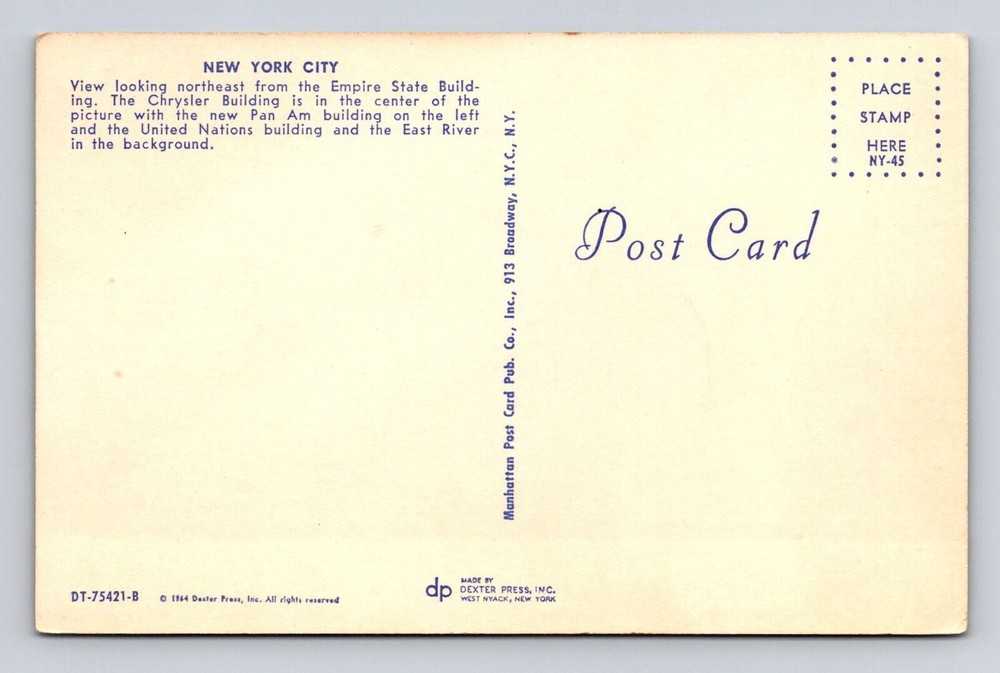 NEW YORK CITY
View looking northeast from the Empire State Build-
ing. The Chrysler Building is in the center of the
picture with the new Pan Am building on the left
and the United Nations building and the East River
in the background.
Manhattan Post Card Pub. Co., Inc., 913 Broadway, N.Y.C., N.Y.
PLACE
STAMP
HERE
NY-45
Post Card
DT-75421-B
© 1964 Dexter Press, Inc. All rights reserved
dp
MADE BY
DEXTER PRESS, INC.
WEST NYACK, NEW YORK